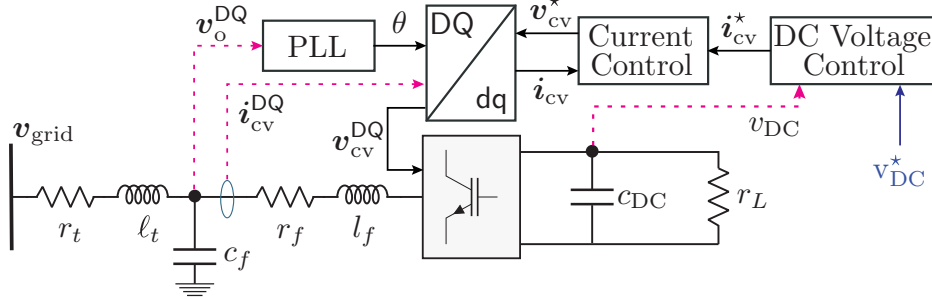 v_o^DQ
PLL
θ
DQ
dq
v_cv^⋆
i_cv
Current
Control
i_cv^⋆
DC Voltage
Control
i_cv^DQ
v_cv^DQ
v_DC
v_DC^⋆
v_grid
r_t
ℓ_t
c_f
r_f
l_f
c_DC
r_L